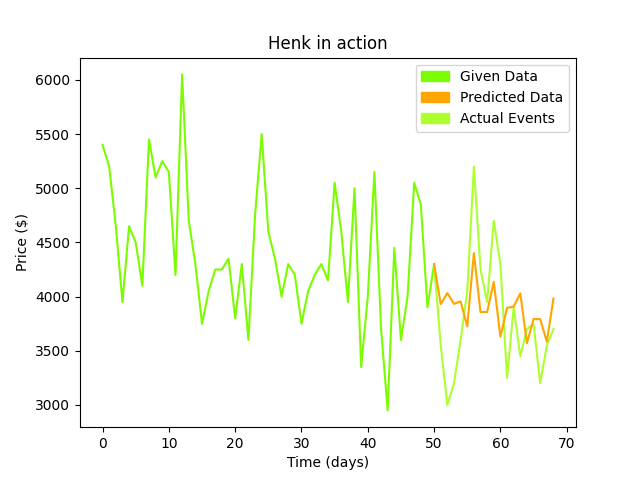 Henk in action
Given Data
Predicted Data
Actual Events
Price ($)
6000
5500
5000
4500
4000
3500
3000
0 10 20 30 40 50 60 70
Time (days)